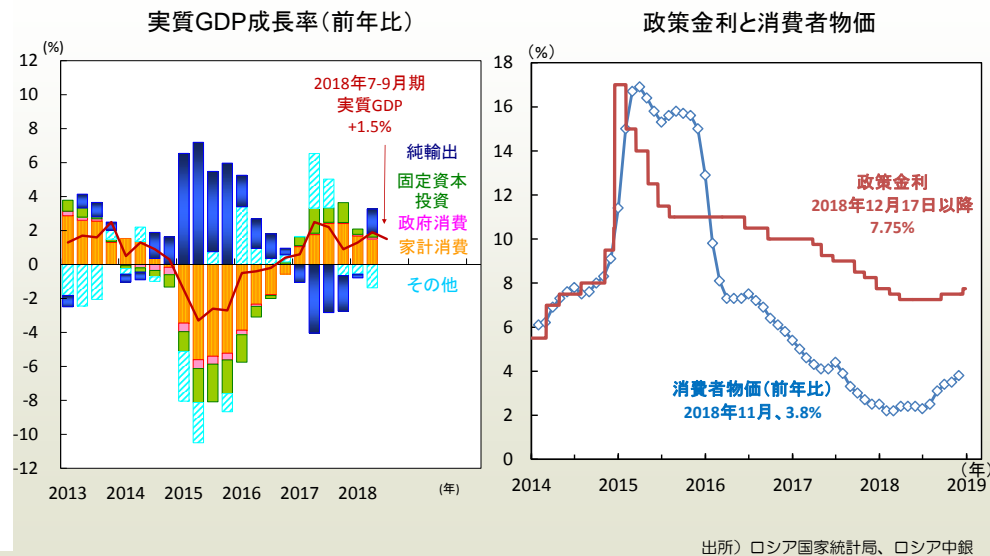 実質GDP成長率（前年比）
(%)
12
10
8
6
4
2
0
-2
-4
-6
-8
-10
-12
2013 2014 2015 2016 2017 2018
(年)
2018年7-9月期
実質GDP
+1.5%
純輸出
固定資本
投資
政府消費
家計消費
その他
政策金利と消費者物価
（%）
18
16
14
12
10
8
6
4
2
0
2014 2015 2016 2017 2018 2019
(年)
政策金利
2018年12月17日以降
7.75%
消費者物価（前年比）
2018年11月、3.8%
出所）ロシア国家統計局、ロシア中銀